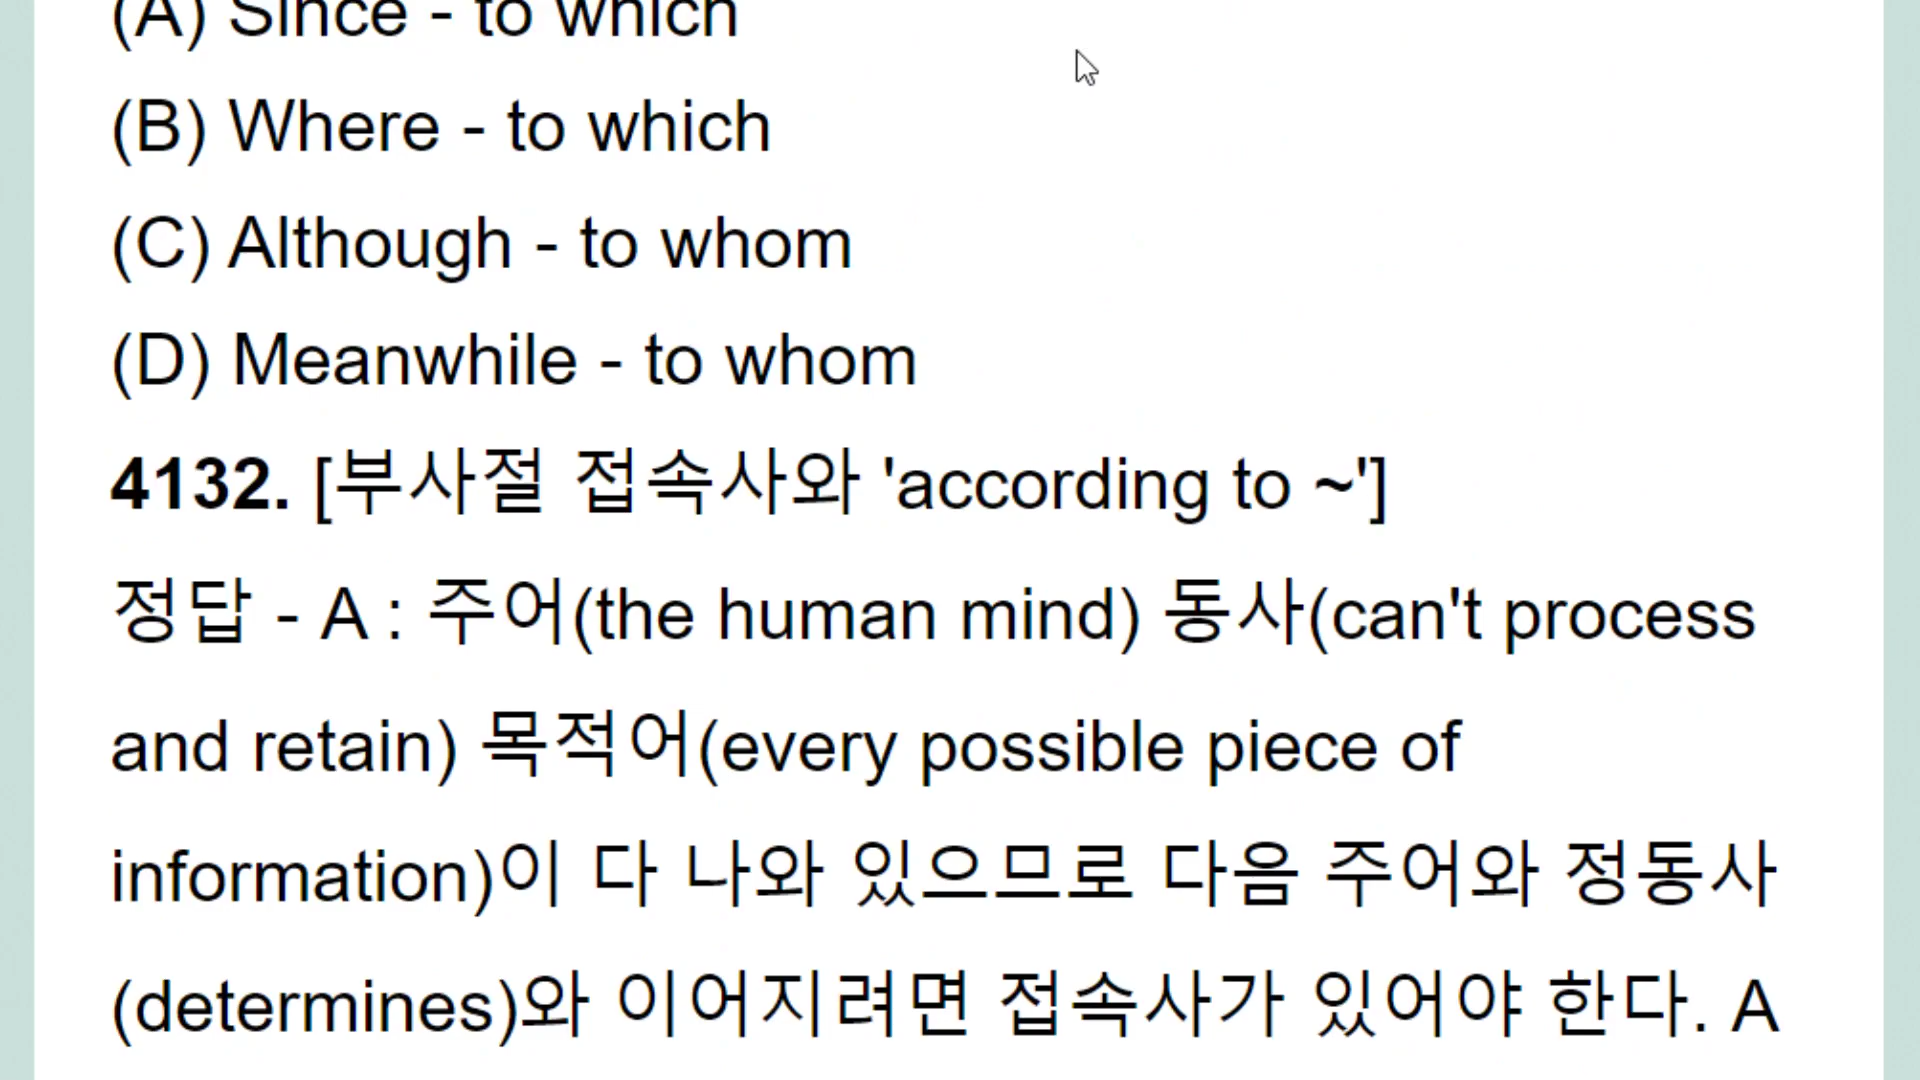 (A) Since - to which
(B) Where - to which
(C) Although - to whom
(D) Meanwhile - to whom
4132. [부사절 접속사와 'according to ~']
정답 - A : 주어(the human mind) 동사(can't process
and retain) 목적어(every possible piece of
information)이 다 나와 있으므로 다음 주어와 정동사
(determines)와 이어지려면 접속사가 있어야 한다. A